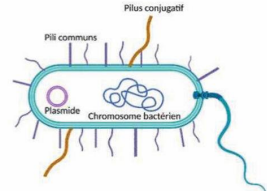 Pilus conjugatif
Pili communs
Plasmide
Chromosome bactérien